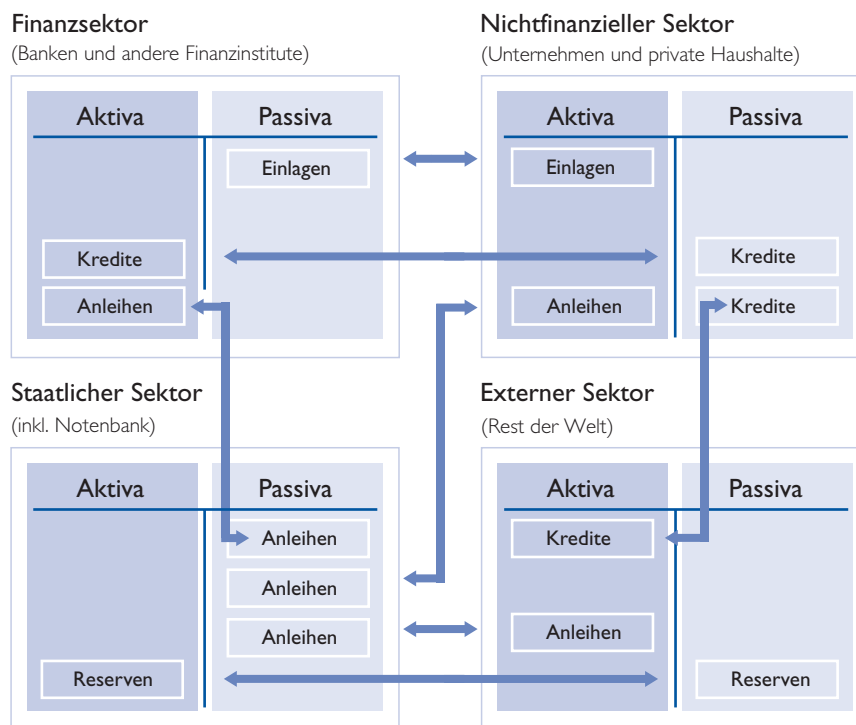 Finanzsektor
(Banken und andere Finanzinstitute)
Aktiva
Passiva
Einlagen
Kredite
Anleihen
Nichtfinanzieller Sektor
(Unternehmen und private Haushalte)
Aktiva
Passiva
Einlagen
Kredite
Anleihen
Kredite
Staatlicher Sektor
(inkl. Notenbank)
Aktiva
Passiva
Anleihen
Anleihen
Anleihen
Reserven
Externer Sektor
(Rest der Welt)
Aktiva
Passiva
Kredite
Anleihen
Reserven